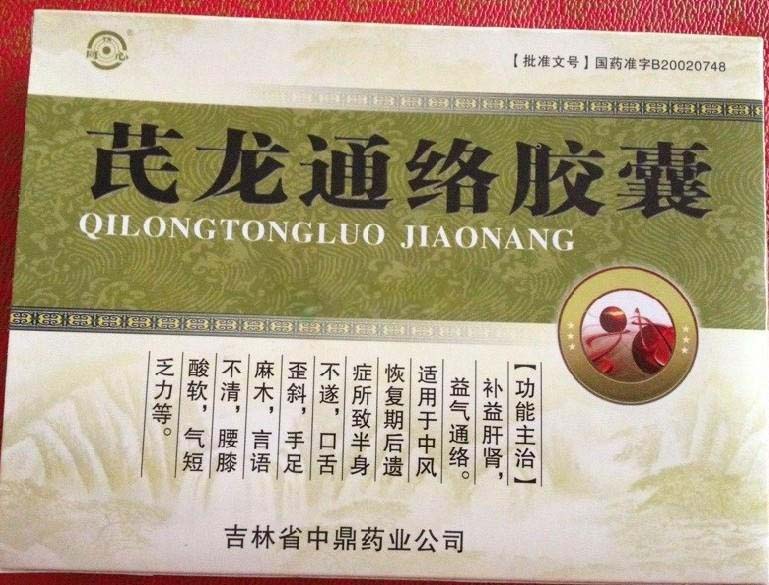 【批准文号】国药准字B20020748
芪龙通络胶囊
QILONGTONGLUO JIAONANG
【功能主治】
补益肝肾，
益气通络。
适用于中风
恢复期后遗
症所致半身
不遂，口舌
歪斜，手足
麻木，言语
不清，腰膝
酸软，气短
乏力等。
吉林省中鼎药业公司